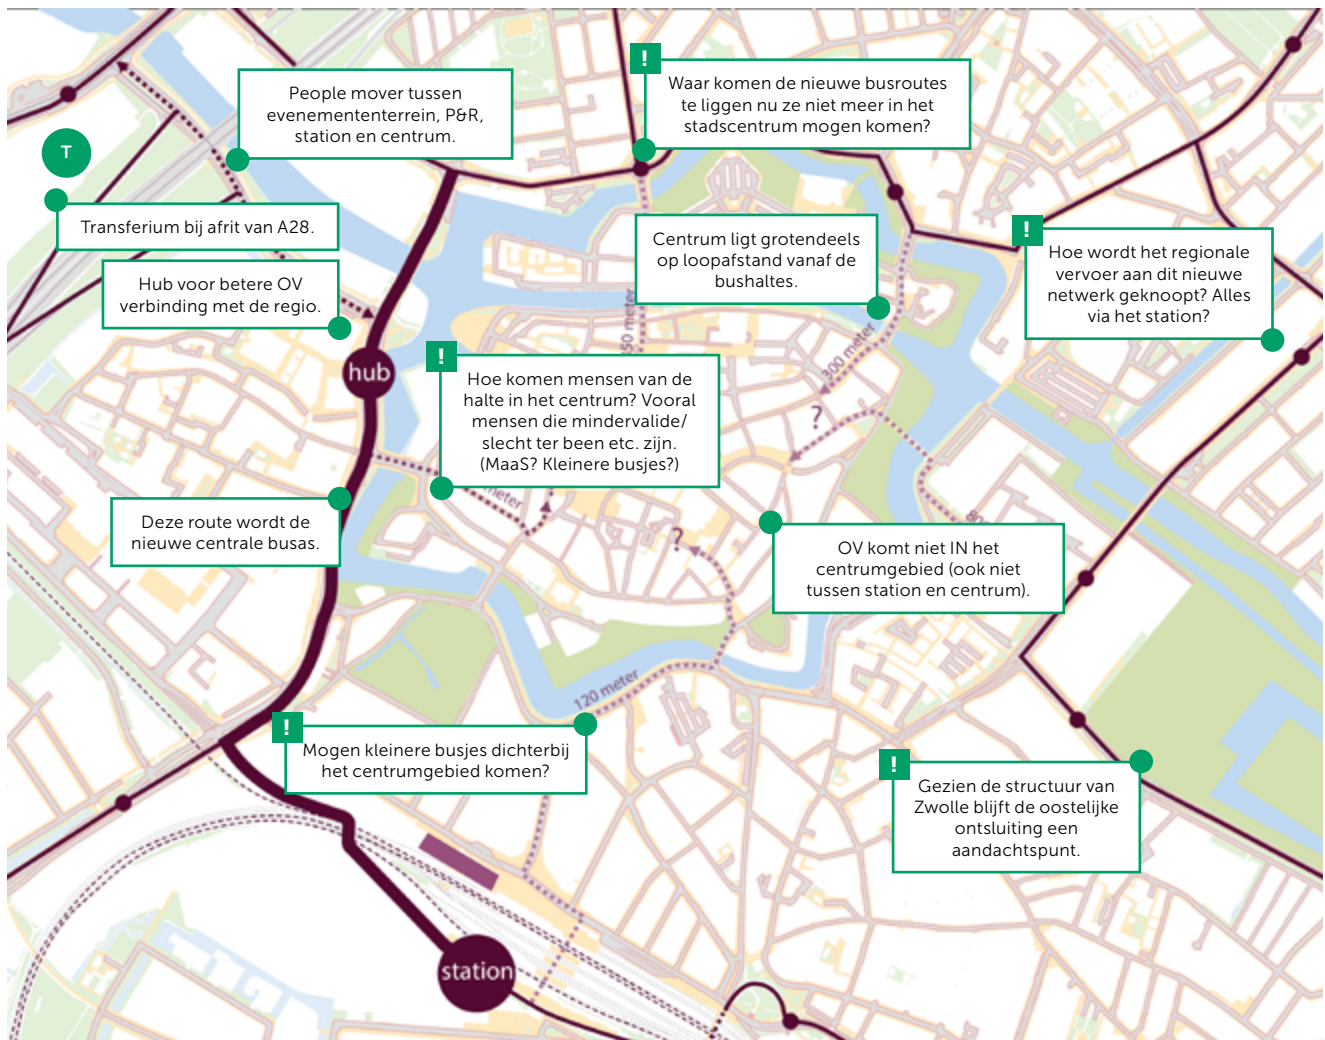 People mover tussen
evenemententerrein, P&R,
station en centrum.
!
Waar komen de nieuwe busroutes
te liggen nu ze niet meer in het
stadscentrum mogen komen?
T
Transferium bij afrit van A28.
Hub voor betere OV
verbinding met de regio.
Centrum ligt grotendeels
op loopafstand vanaf de
bushaltes.
!
Hoe wordt het regionale
vervoer aan dit nieuwe
netwerk geknoopt? Alles
via het station?
meter
300 meter
hub
!
Hoe komen mensen van de
halte in het centrum? Vooral
mensen die mindervalide/
slecht ter been etc. zijn.
(MaaS? Kleinere busjes?)
?
meter
Deze route wordt de
nieuwe centrale busas.
?
OV komt niet IN het
centrumgebied (ook niet
tussen station en centrum).
120 meter
!
Mogen kleinere busjes dichterbij
het centrumgebied komen?
!
Gezien de structuur van
Zwolle blijft de oostelijke
ontsluiting een
aandachtspunt.
station